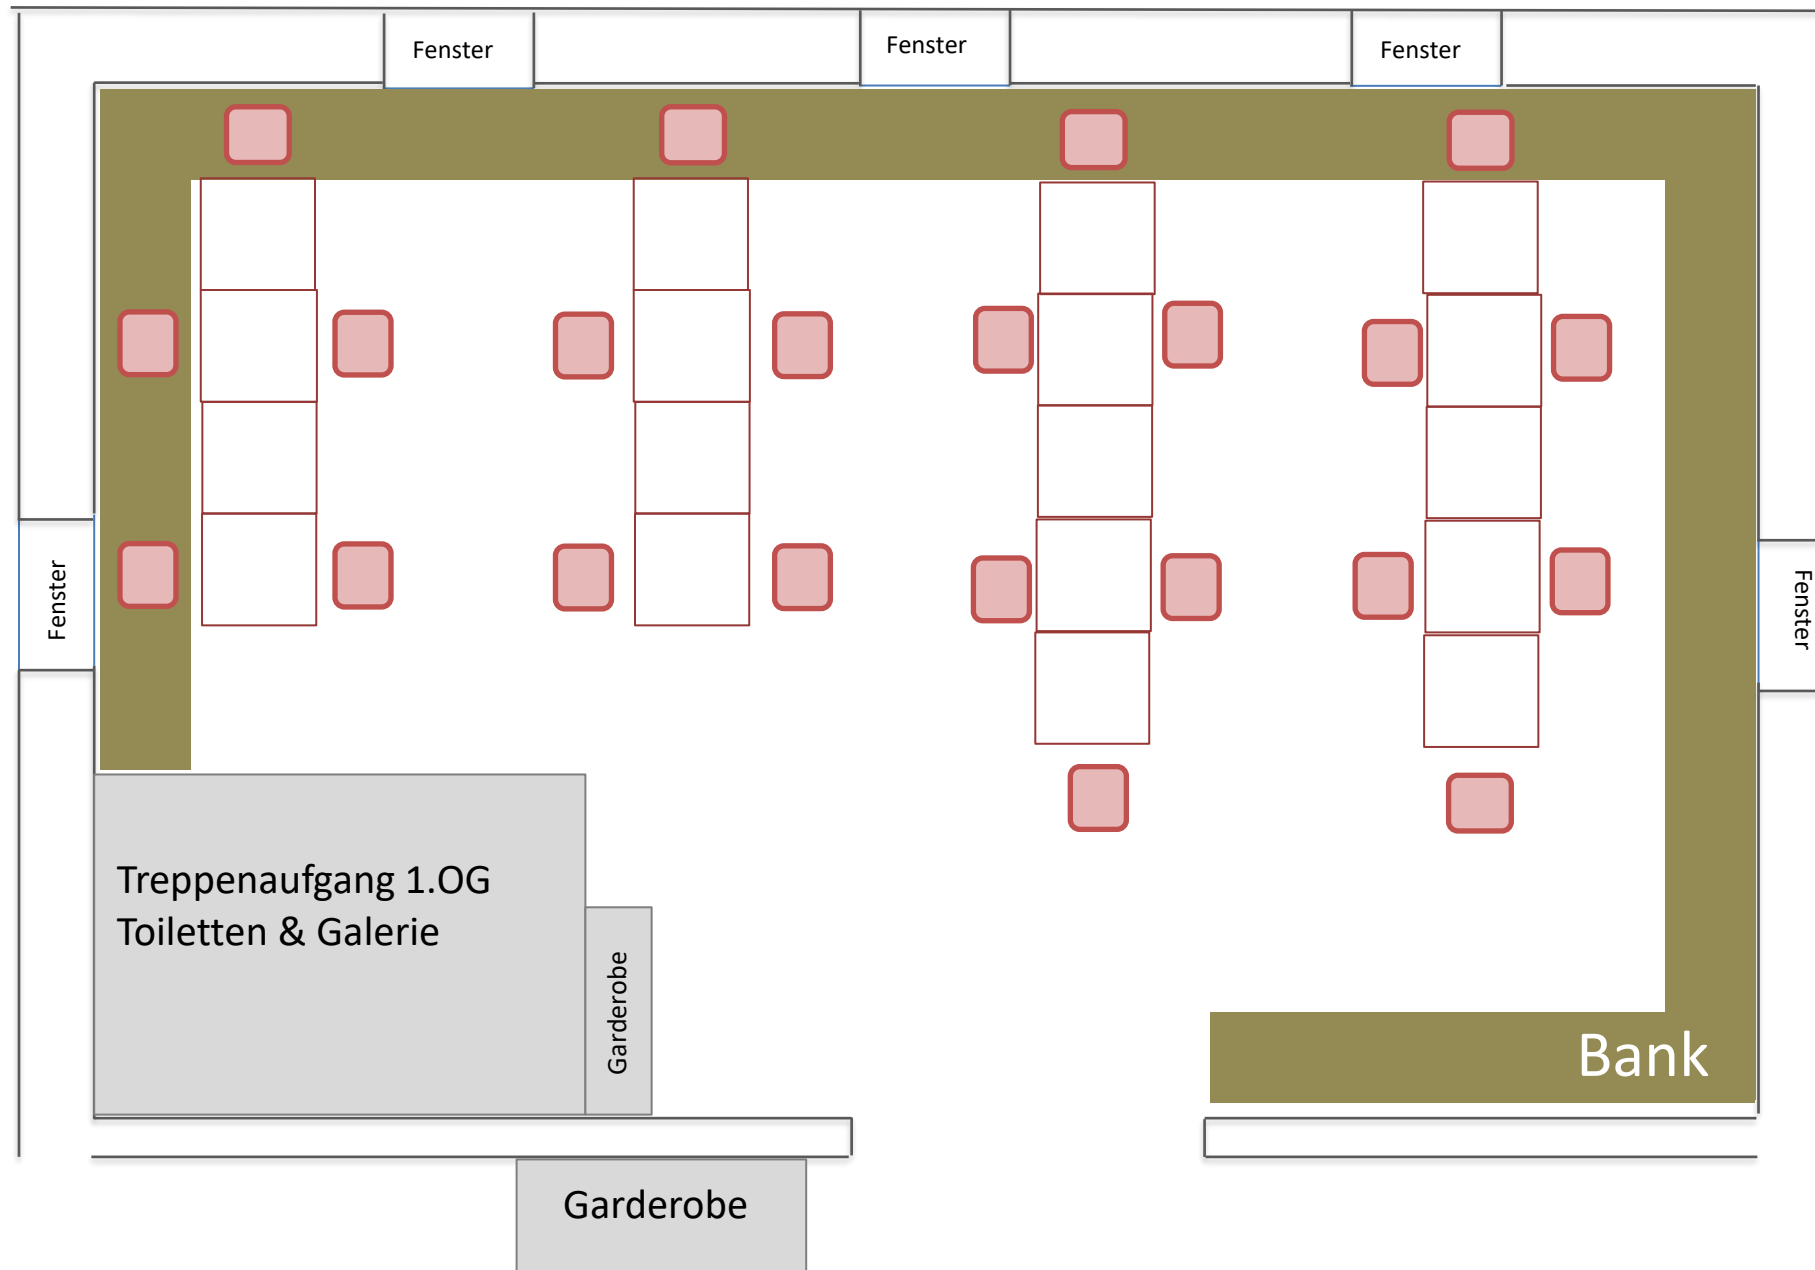 Fenster
Fenster
Fenster
Fenster
Fenster
Treppenaufgang 1.OG
Toiletten & Galerie
Garderobe
Bank
Garderobe